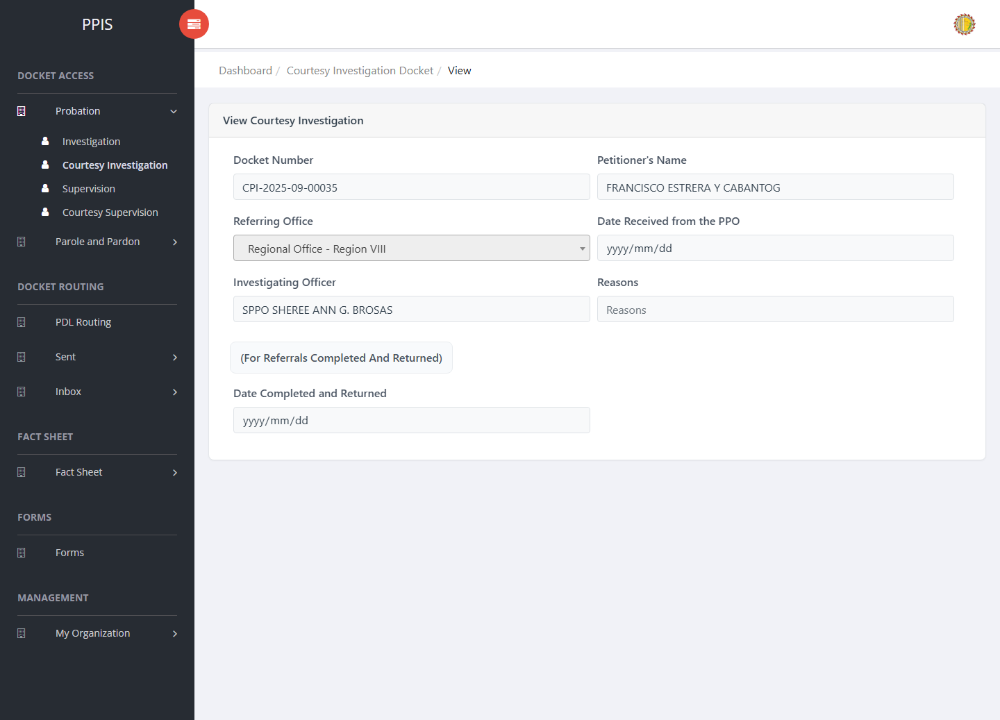 PPIS
DOCKET ACCESS
Probation
Investigation
Courtesy Investigation
Supervision
Courtesy Supervision
Parole and Pardon
DOCKET ROUTING
PDL Routing
Sent
Inbox
FACT SHEET
Fact Sheet
FORMS
Forms
MANAGEMENT
My Organization
Dashboard / Courtesy Investigation Docket / View
View Courtesy Investigation
Docket Number
CPI-2025-09-00035
Petitioner's Name
FRANCISCO ESTRERA Y CABANTOG
Referring Office
Regional Office - Region VIII
Date Received from the PPO
yyyy/mm/dd
Investigating Officer
SPPO SHEREE ANN G. BROSAS
Reasons
Reasons
(For Referrals Completed And Returned)
Date Completed and Returned
yyyy/mm/dd